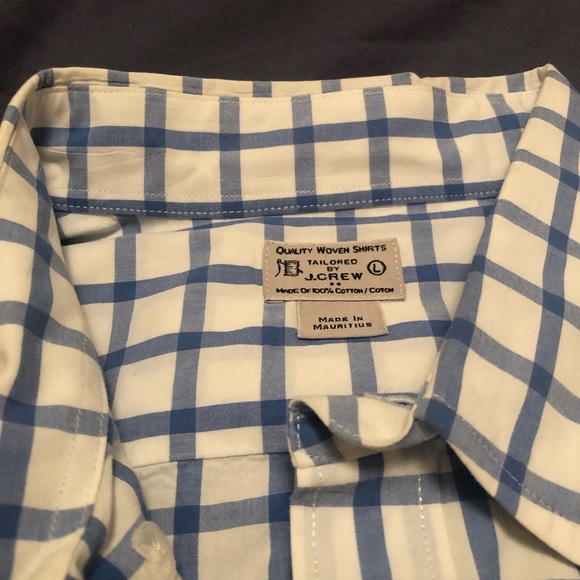 QUALITY WOVEN SHIRTS
TAILORED
BY
J.CREW
L
MADE OF 100% COTTON / COTON
MADE IN
MAURITIUS